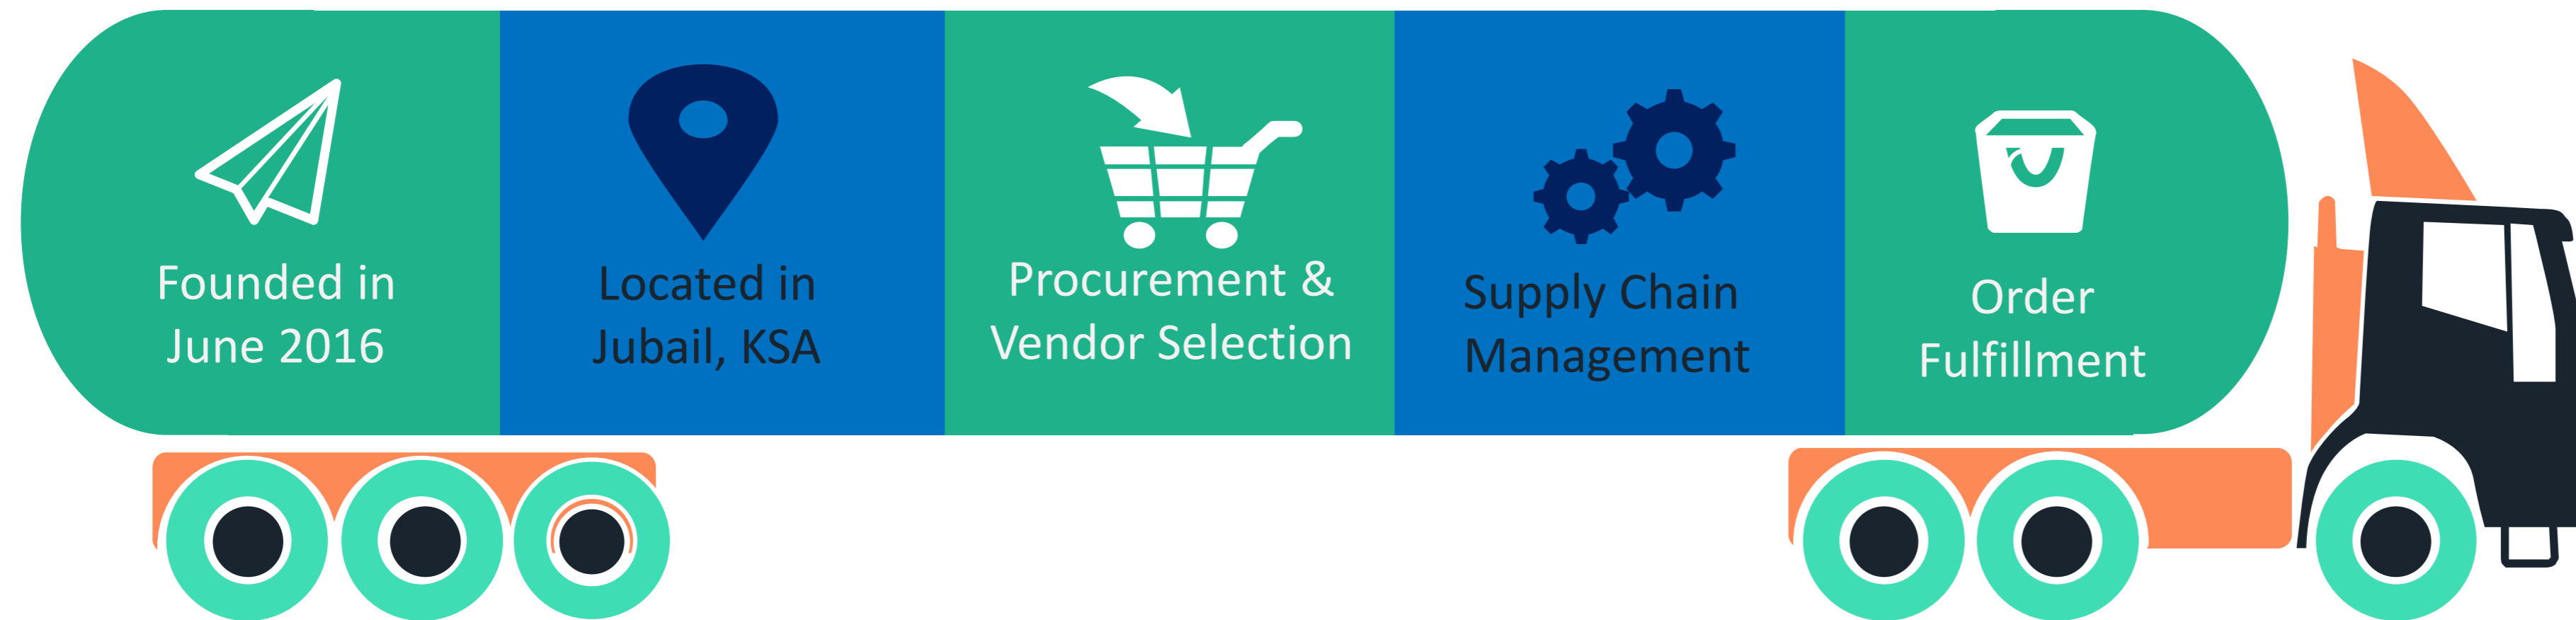 Founded in
June 2016
Located in
Jubail, KSA
Procurement &
Vendor Selection
Supply Chain
Management
Order
Fulfillment